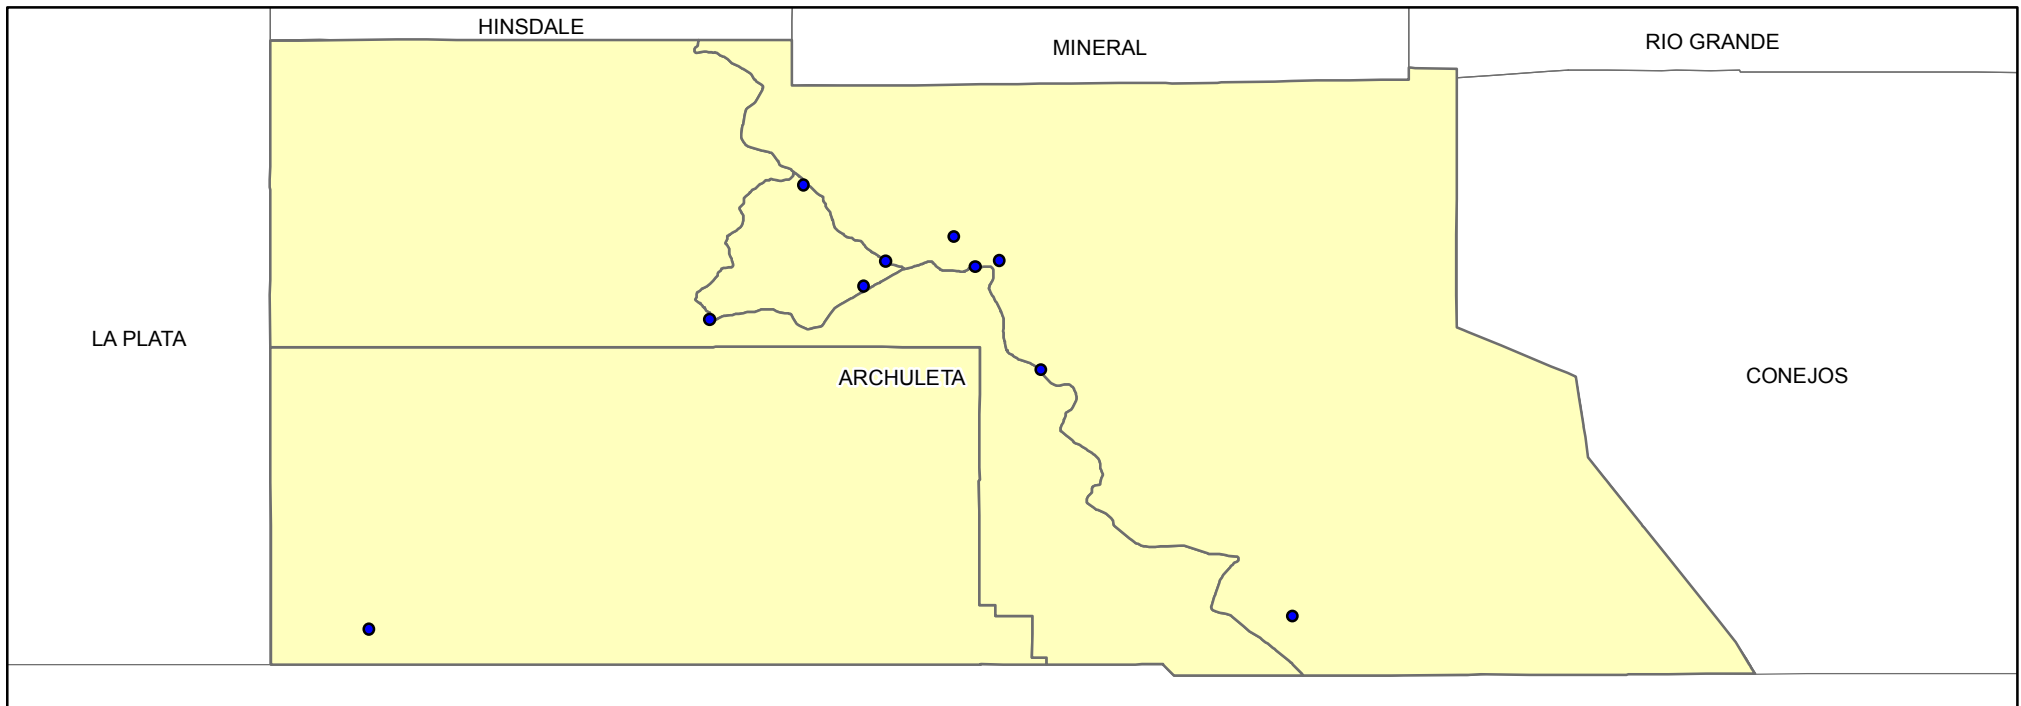 HINSDALE
MINERAL
RIO GRANDE
LA PLATA
ARCHULETA
CONEJOS